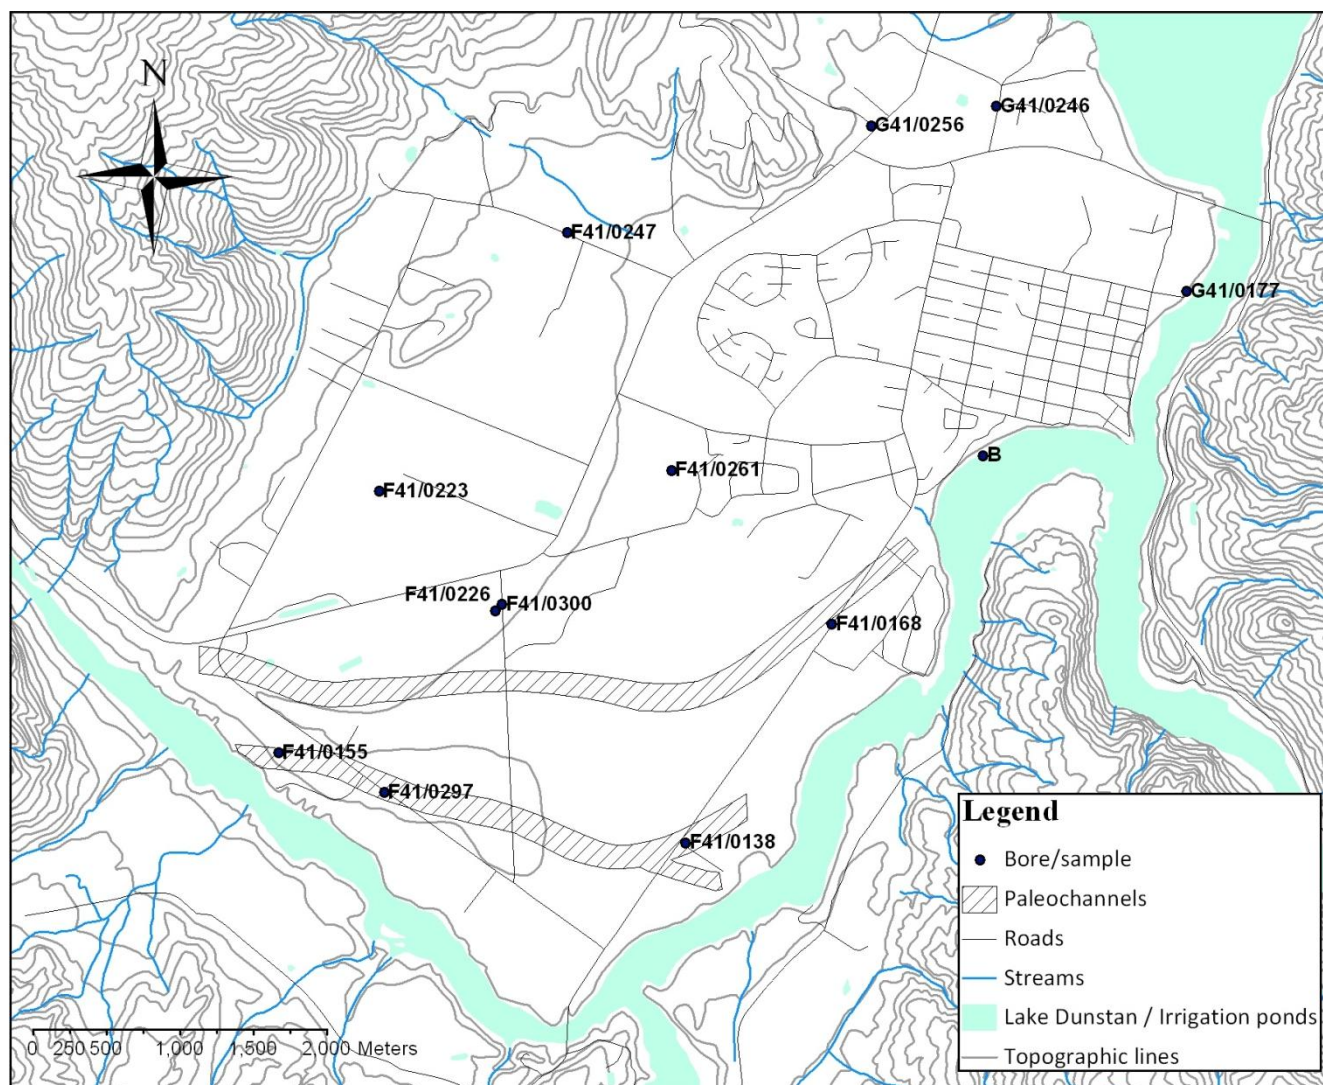 N
G41/0246
G41/0256
F41/0247
G41/0177
B
F41/0261
F41/0223
F41/0226
F41/0300
F41/0168
F41/0155
F41/0297
F41/0138
Legend
Bore/sample
Paleochannels
Roads
Streams
Lake Dunstan / Irrigation ponds
Topographic lines
0 250 500 1,000 1,500 2,000 Meters